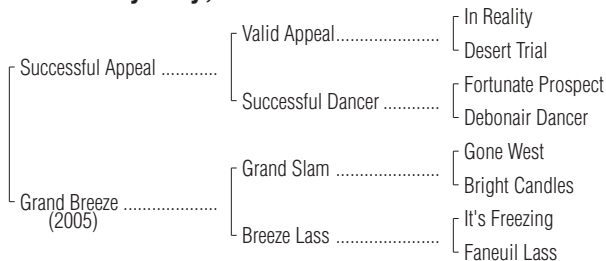 In Reality
Valid Appeal
Desert Trial
Successful Appeal
Fortunate Prospect
Successful Dancer
Debonair Dancer
Gone West
Grand Slam
Bright Candles
Grand Breeze
(2005)
It's Freezing
Breeze Lass
Faneuil Lass